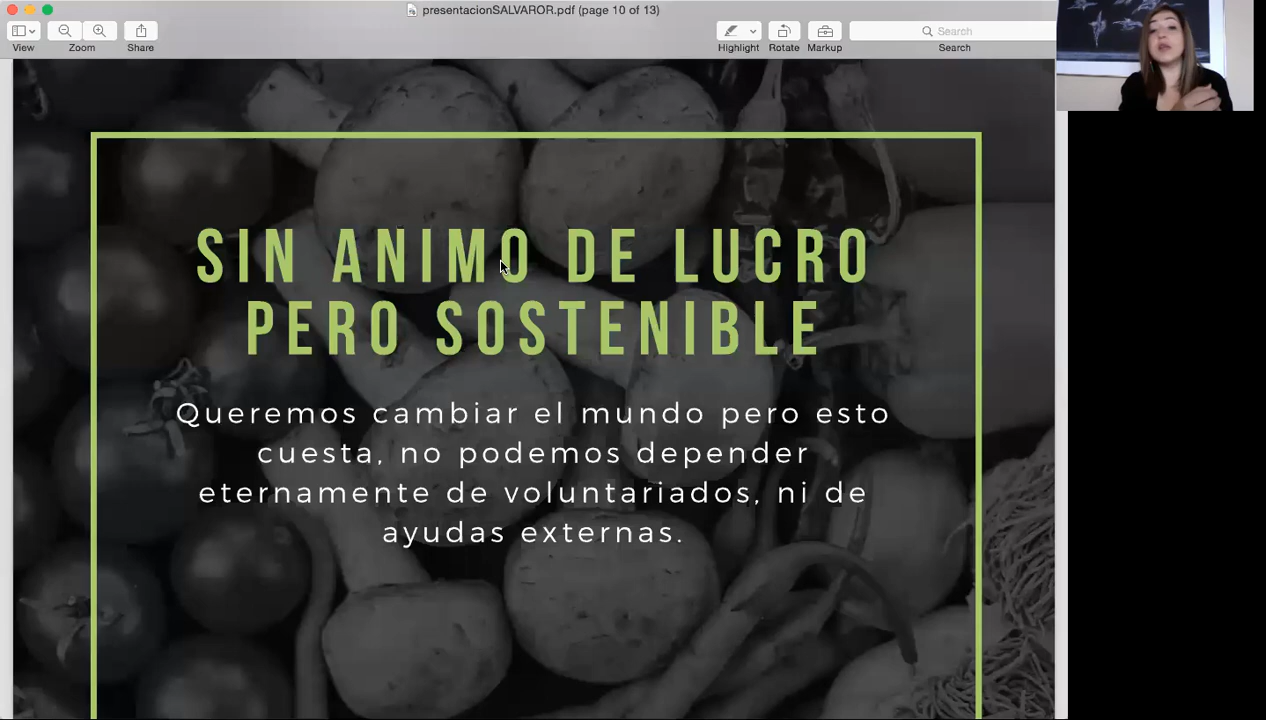 presentacionSALVAROR.pdf (page 10 of 13)
View
Zoom
Share
Highlight
Rotate
Markup
Search
Search
SIN ANIMO DE LUCRO
PERO SOSTENIBLE
Queremos cambiar el mundo pero esto
cuesta, no podemos depender
eternamente de voluntariados, ni de
ayudas externas.